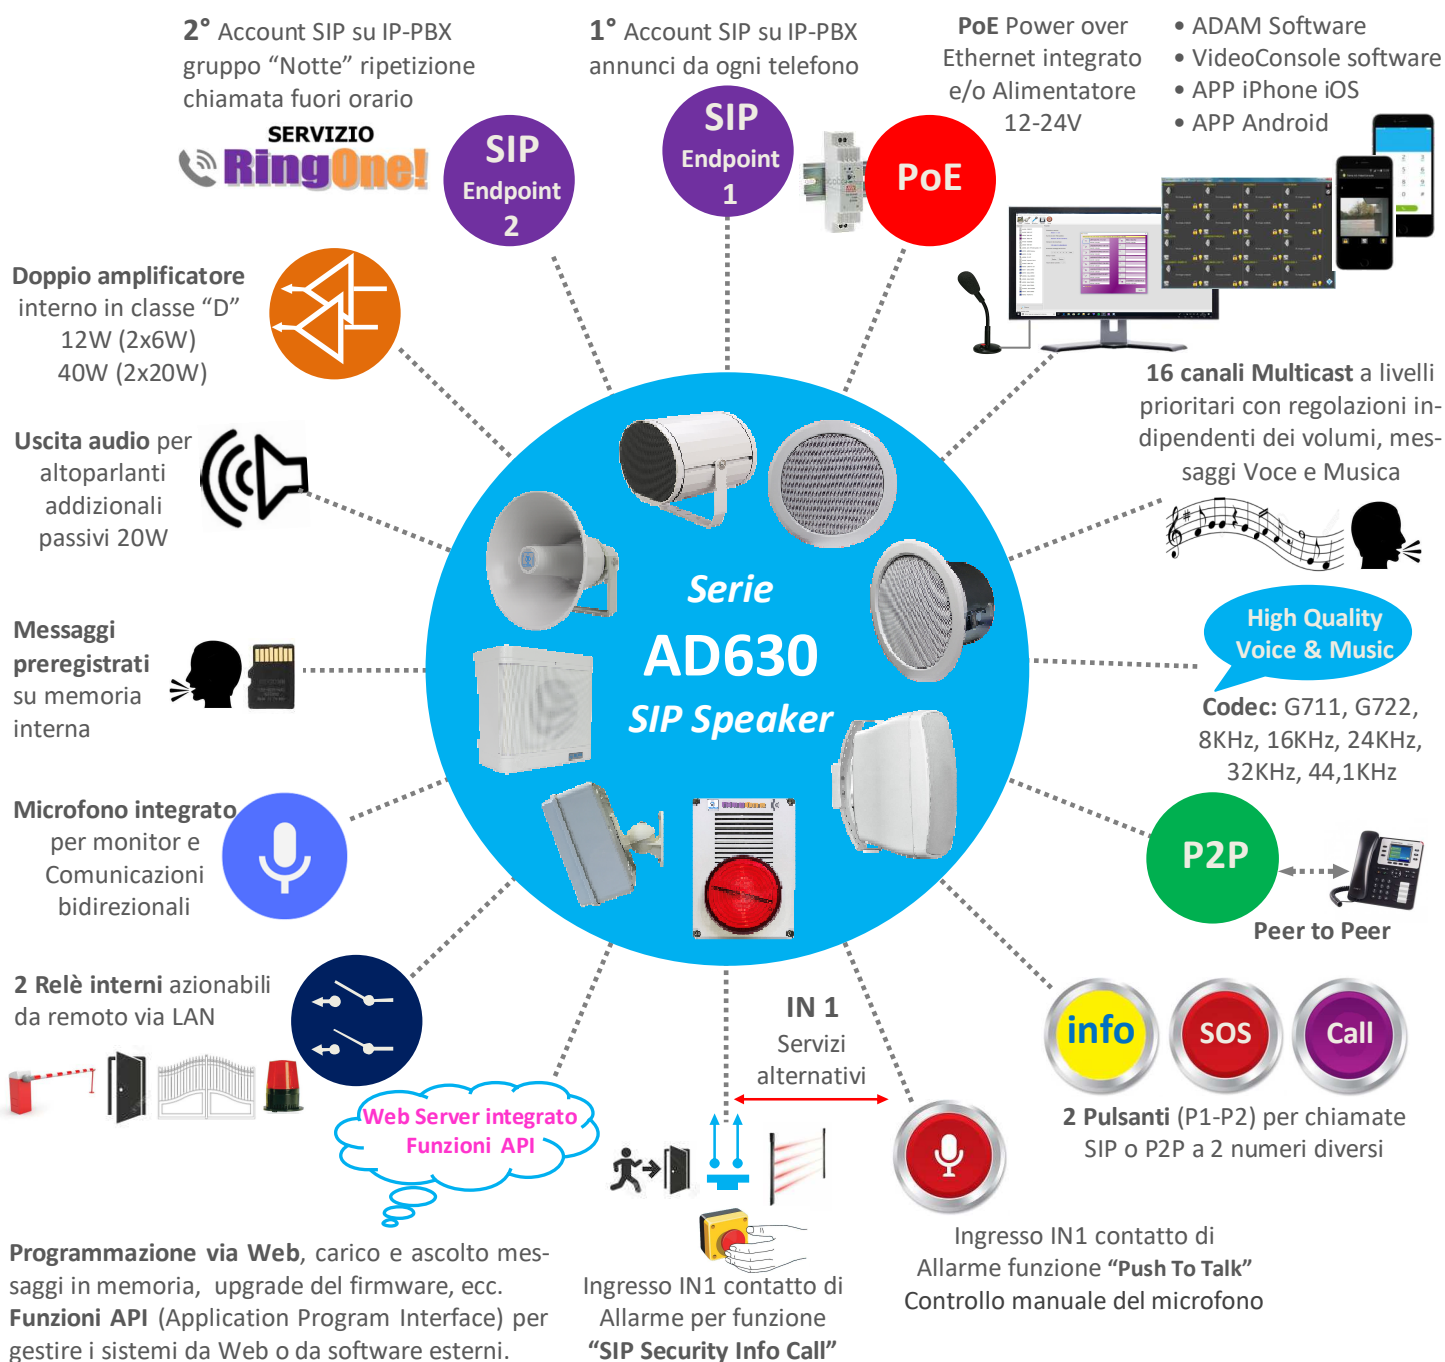 2° Account SIP su IP-PBX
gruppo “Notte” ripetizione
chiamata fuori orario
SERVIZIO
RingOne!
SIP
Endpoint
2
1° Account SIP su IP-PBX
annunci da ogni telefono
SIP
Endpoint
1
PoE Power over
Ethernet integrato
e/o Alimentatore
12-24V
PoE
• ADAM Software
• VideoConsole software
• APP iPhone iOS
• APP Android
Doppio amplificatore
interno in classe “D”
12W (2x6W)
40W (2x20W)
16 canali Multicast a livelli
prioritari con regolazioni in-
dipendenti dei volumi, mes-
saggi Voce e Musica
Uscita audio per
altoparlanti
addizionali
passivi 20W
Serie
AD630
SIP Speaker
High Quality
Voice & Music
Codec: G711, G722,
8KHz, 16KHz, 24KHz,
32KHz, 44,1KHz
Messaggi
preregistrati
su memoria
interna
Microfono integrato
per monitor e
Comunicazioni
bidirezionali
P2P
Peer to Peer
2 Relè interni azionabili
da remoto via LAN
IN 1
Servizi
alternativi
info
SOS
Call
2 Pulsanti (P1-P2) per chiamate
SIP o P2P a 2 numeri diversi
Web Server integrato
Funzioni API
Programmazione via Web, carico e ascolto mes-
saggi in memoria, upgrade del firmware, ecc.
Funzioni API (Application Program Interface) per
gestire i sistemi da Web o da software esterni.
Ingresso IN1 contatto di
Allarme per funzione
“SIP Security Info Call”
Ingresso IN1 contatto di
Allarme funzione “Push To Talk”
Controllo manuale del microfono